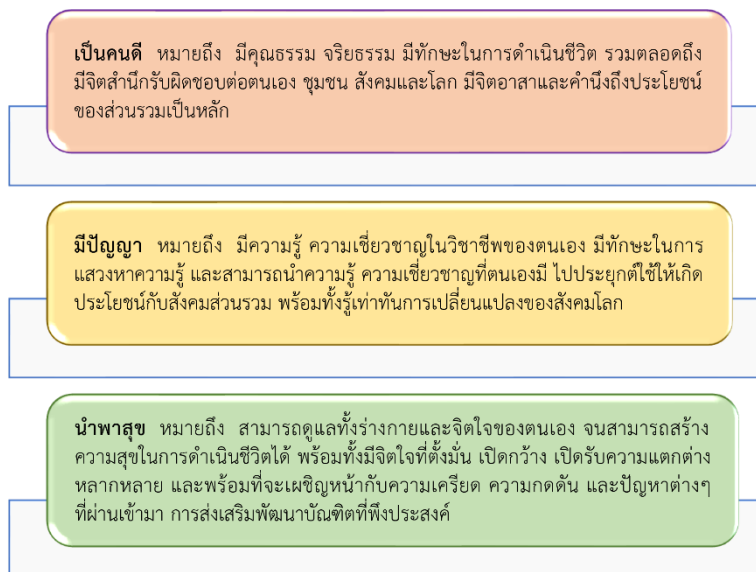 เป็นคนดี หมายถึง มีคุณธรรม จริยธรรม มีทักษะในการดำเนินชีวิต รวมตลอดถึง
มีจิตสำนึกรับผิดชอบต่อตนเอง ชุมชน สังคมและโลก มีจิตอาสาและคำนึงถึงประโยชน์
ของส่วนรวมเป็นหลัก
มีปัญญา หมายถึง มีความรู้ ความเชี่ยวชาญในวิชาชีพของตนเอง มีทักษะในการ
แสวงหาความรู้ และสามารถนำความรู้ ความเชี่ยวชาญที่ตนเองมี ไปประยุกต์ใช้ให้เกิด
ประโยชน์กับสังคมส่วนรวม พร้อมทั้งรู้เท่าทันการเปลี่ยนแปลงของสังคมโลก
นำพาสุข หมายถึง สามารถดูแลทั้งร่างกายและจิตใจของตนเอง จนสามารถสร้าง
ความสุขในการดำเนินชีวิตได้ พร้อมทั้งมีจิตใจที่ตั้งมั่น เปิดกว้าง เปิดรับความแตกต่าง
หลากหลาย และพร้อมที่จะเผชิญหน้ากับความเครียด ความกดดัน และปัญหาต่างๆ
ที่ผ่านเข้ามา การส่งเสริมพัฒนาบัณฑิตที่พึงประสงค์